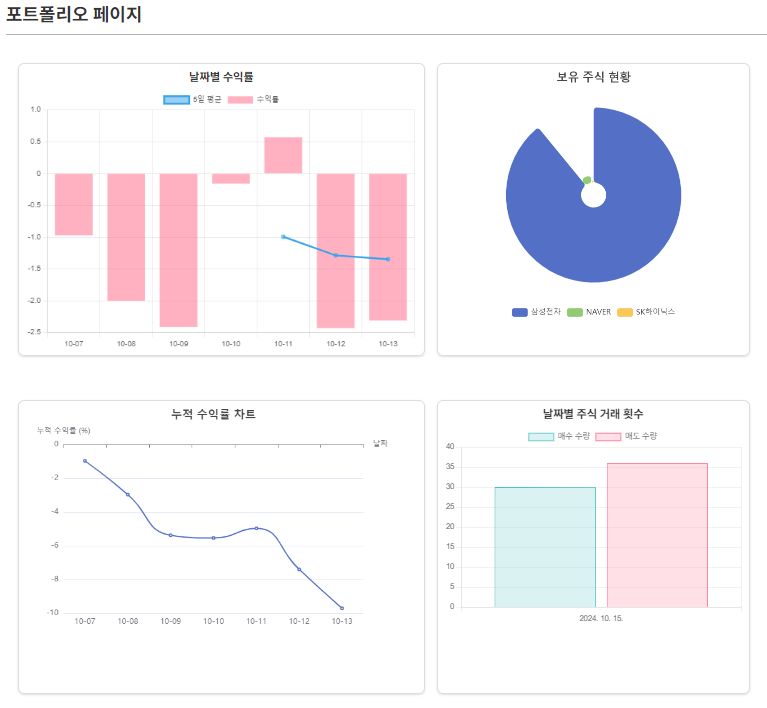 포트폴리오 페이지
날짜별 수익률
5일 평균 수익률
1.0
0.5
0
-0.5
-1.0
-1.5
-2.0
-2.5
10-07 10-08 10-09 10-10 10-11 10-12 10-13
보유 주식 현황
삼성전자 NAVER SK하이닉스
누적 수익률 차트
누적 수익률 (%)
0 날짜
-2
-4
-6
-8
-10
10-07 10-08 10-09 10-10 10-11 10-12 10-13
날짜별 주식 거래 횟수
매수 수량 매도 수량
40
35
30
25
20
15
10
5
0
2024. 10. 15.